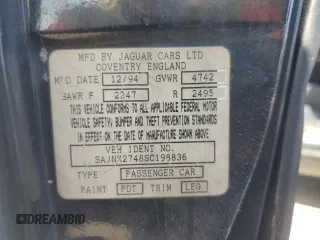 MFD BY JAGUAR CARS LTD
COVENTRY ENGLAND
MFD DATE 12/94 GVWR 4742
GAWR F 2247 R 2495
THIS VEHICLE CONFORMS TO ALL APPLICABLE FEDERAL MOTOR
VEHICLE SAFETY, BUMPER AND THEFT PREVENTION STANDARDS
IN EFFECT ON THE DATE OF MANUFACTURE SHOWN ABOVE
VEH IDENT NO.
SAJNX2748SC198836
TYPE PASSENGER CAR
PAINT PDT TRIM LEG
AUTOBIDMASTER